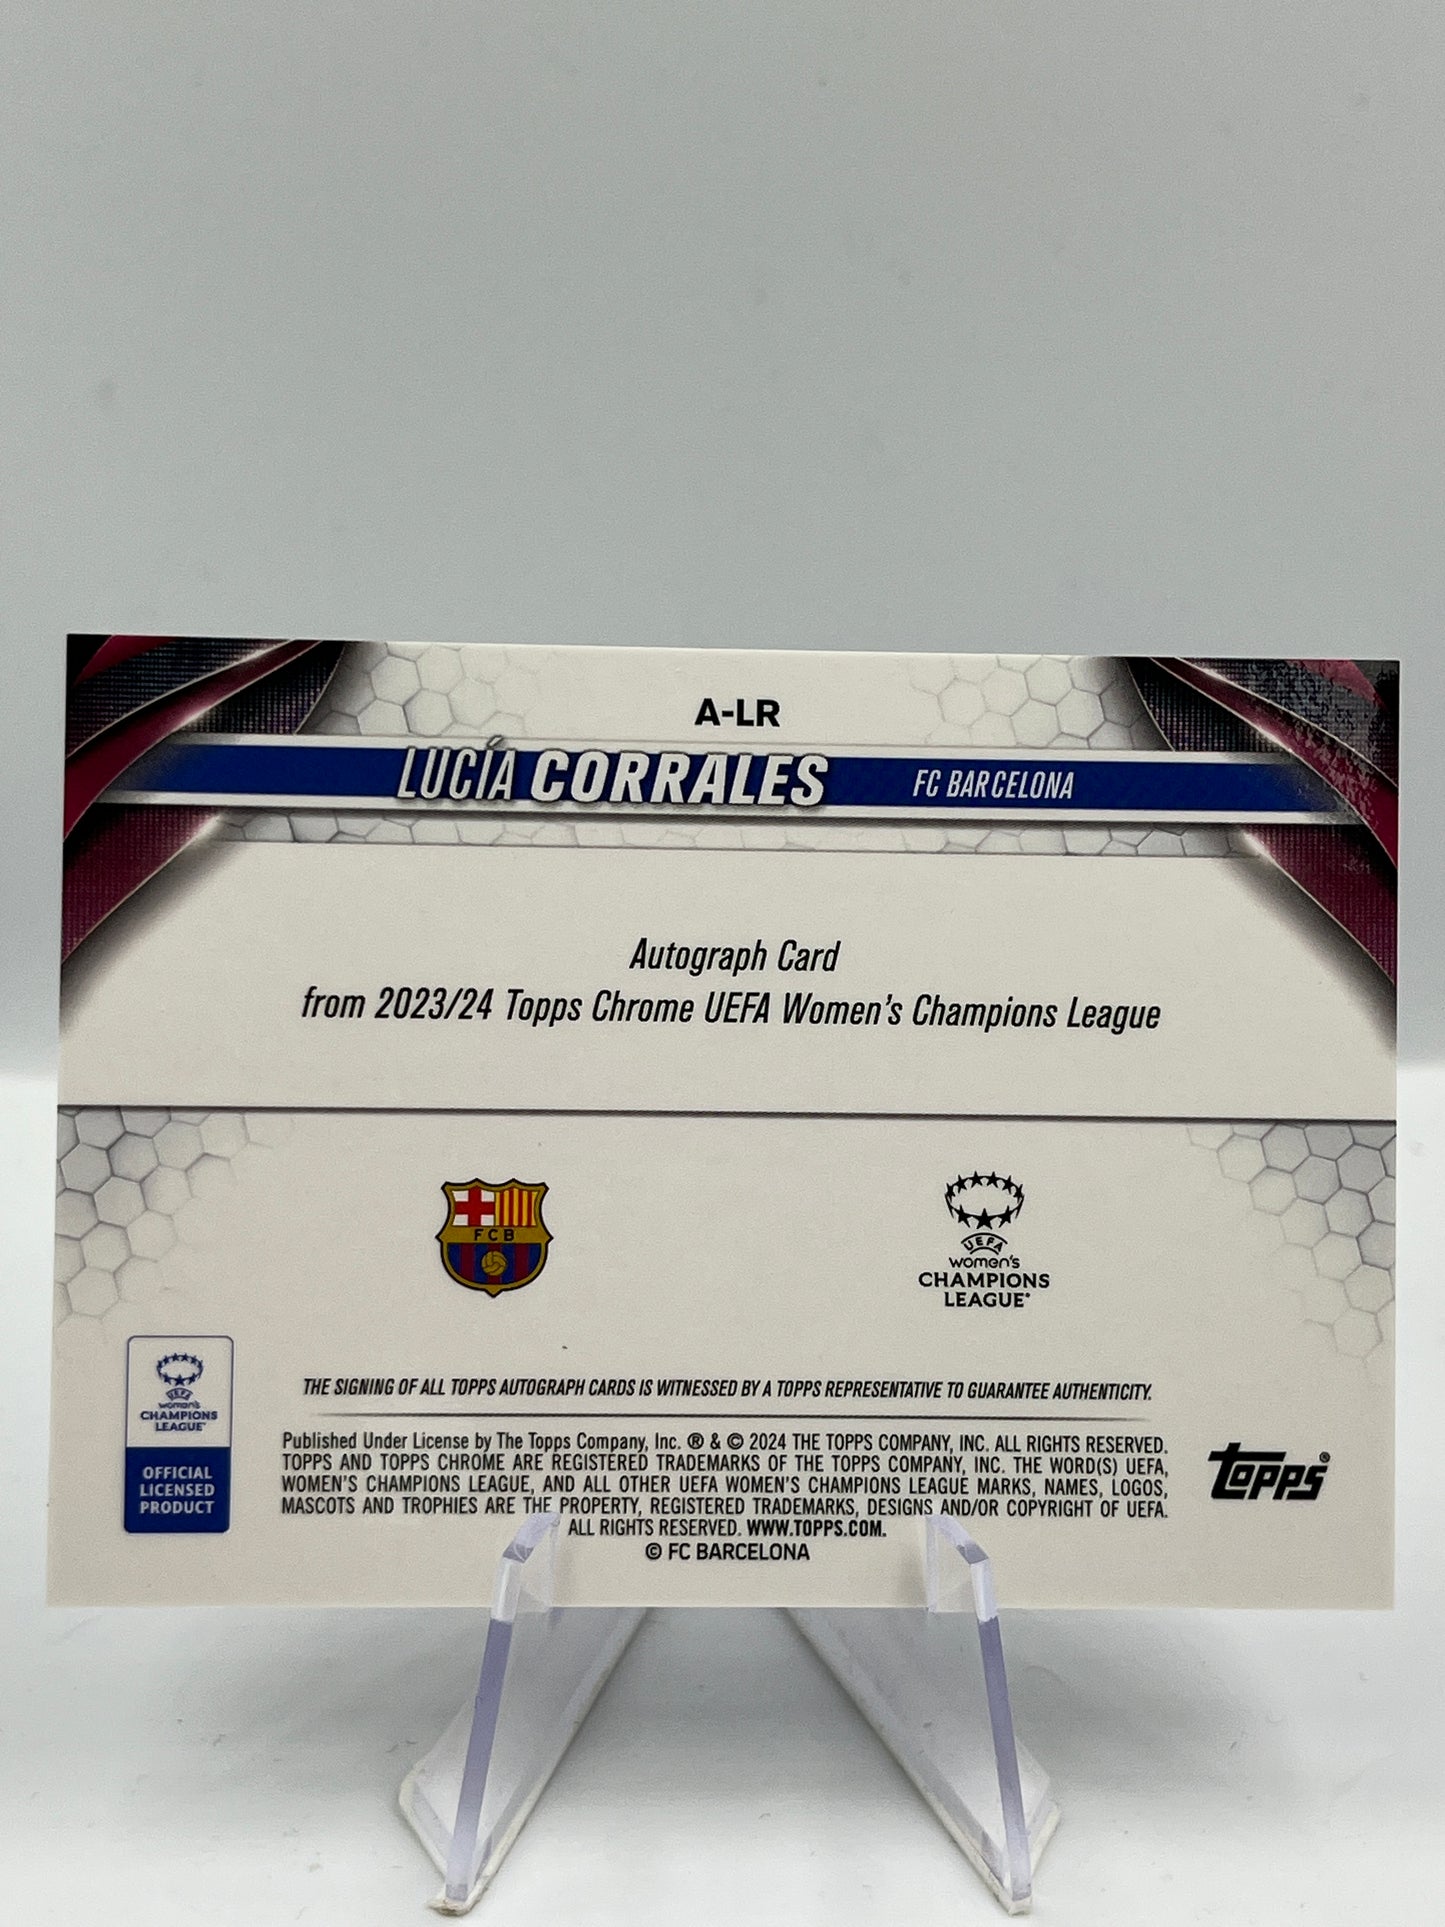 A-LR
LUCÍA CORRALES FC BARCELONA
Autograph Card
from 2023/24 Topps Chrome UEFA Women's Champions League
FCB
UEFA
women's
CHAMPIONS
LEAGUE
UEFA
women's
CHAMPIONS
LEAGUE
OFFICIAL
LICENSED
PRODUCT
THE SIGNING OF ALL TOPPS AUTOGRAPH CARDS IS WITNESSED BY A TOPPS REPRESENTATIVE TO GUARANTEE AUTHENTICITY.
Published Under License by The Topps Company, Inc. ® & © 2024 THE TOPPS COMPANY, INC. ALL RIGHTS RESERVED.
TOPPS AND TOPPS CHROME ARE REGISTERED TRADEMARKS OF THE TOPPS COMPANY, INC. THE WORD(S) UEFA,
WOMEN'S CHAMPIONS LEAGUE, AND ALL OTHER UEFA WOMEN'S CHAMPIONS LEAGUE MARKS, NAMES, LOGOS,
MASCOTS AND TROPHIES ARE THE PROPERTY, REGISTERED TRADEMARKS, DESIGNS AND/OR COPYRIGHT OF UEFA.
ALL RIGHTS RESERVED. WWW.TOPPS.COM.
© FC BARCELONA
Topps®